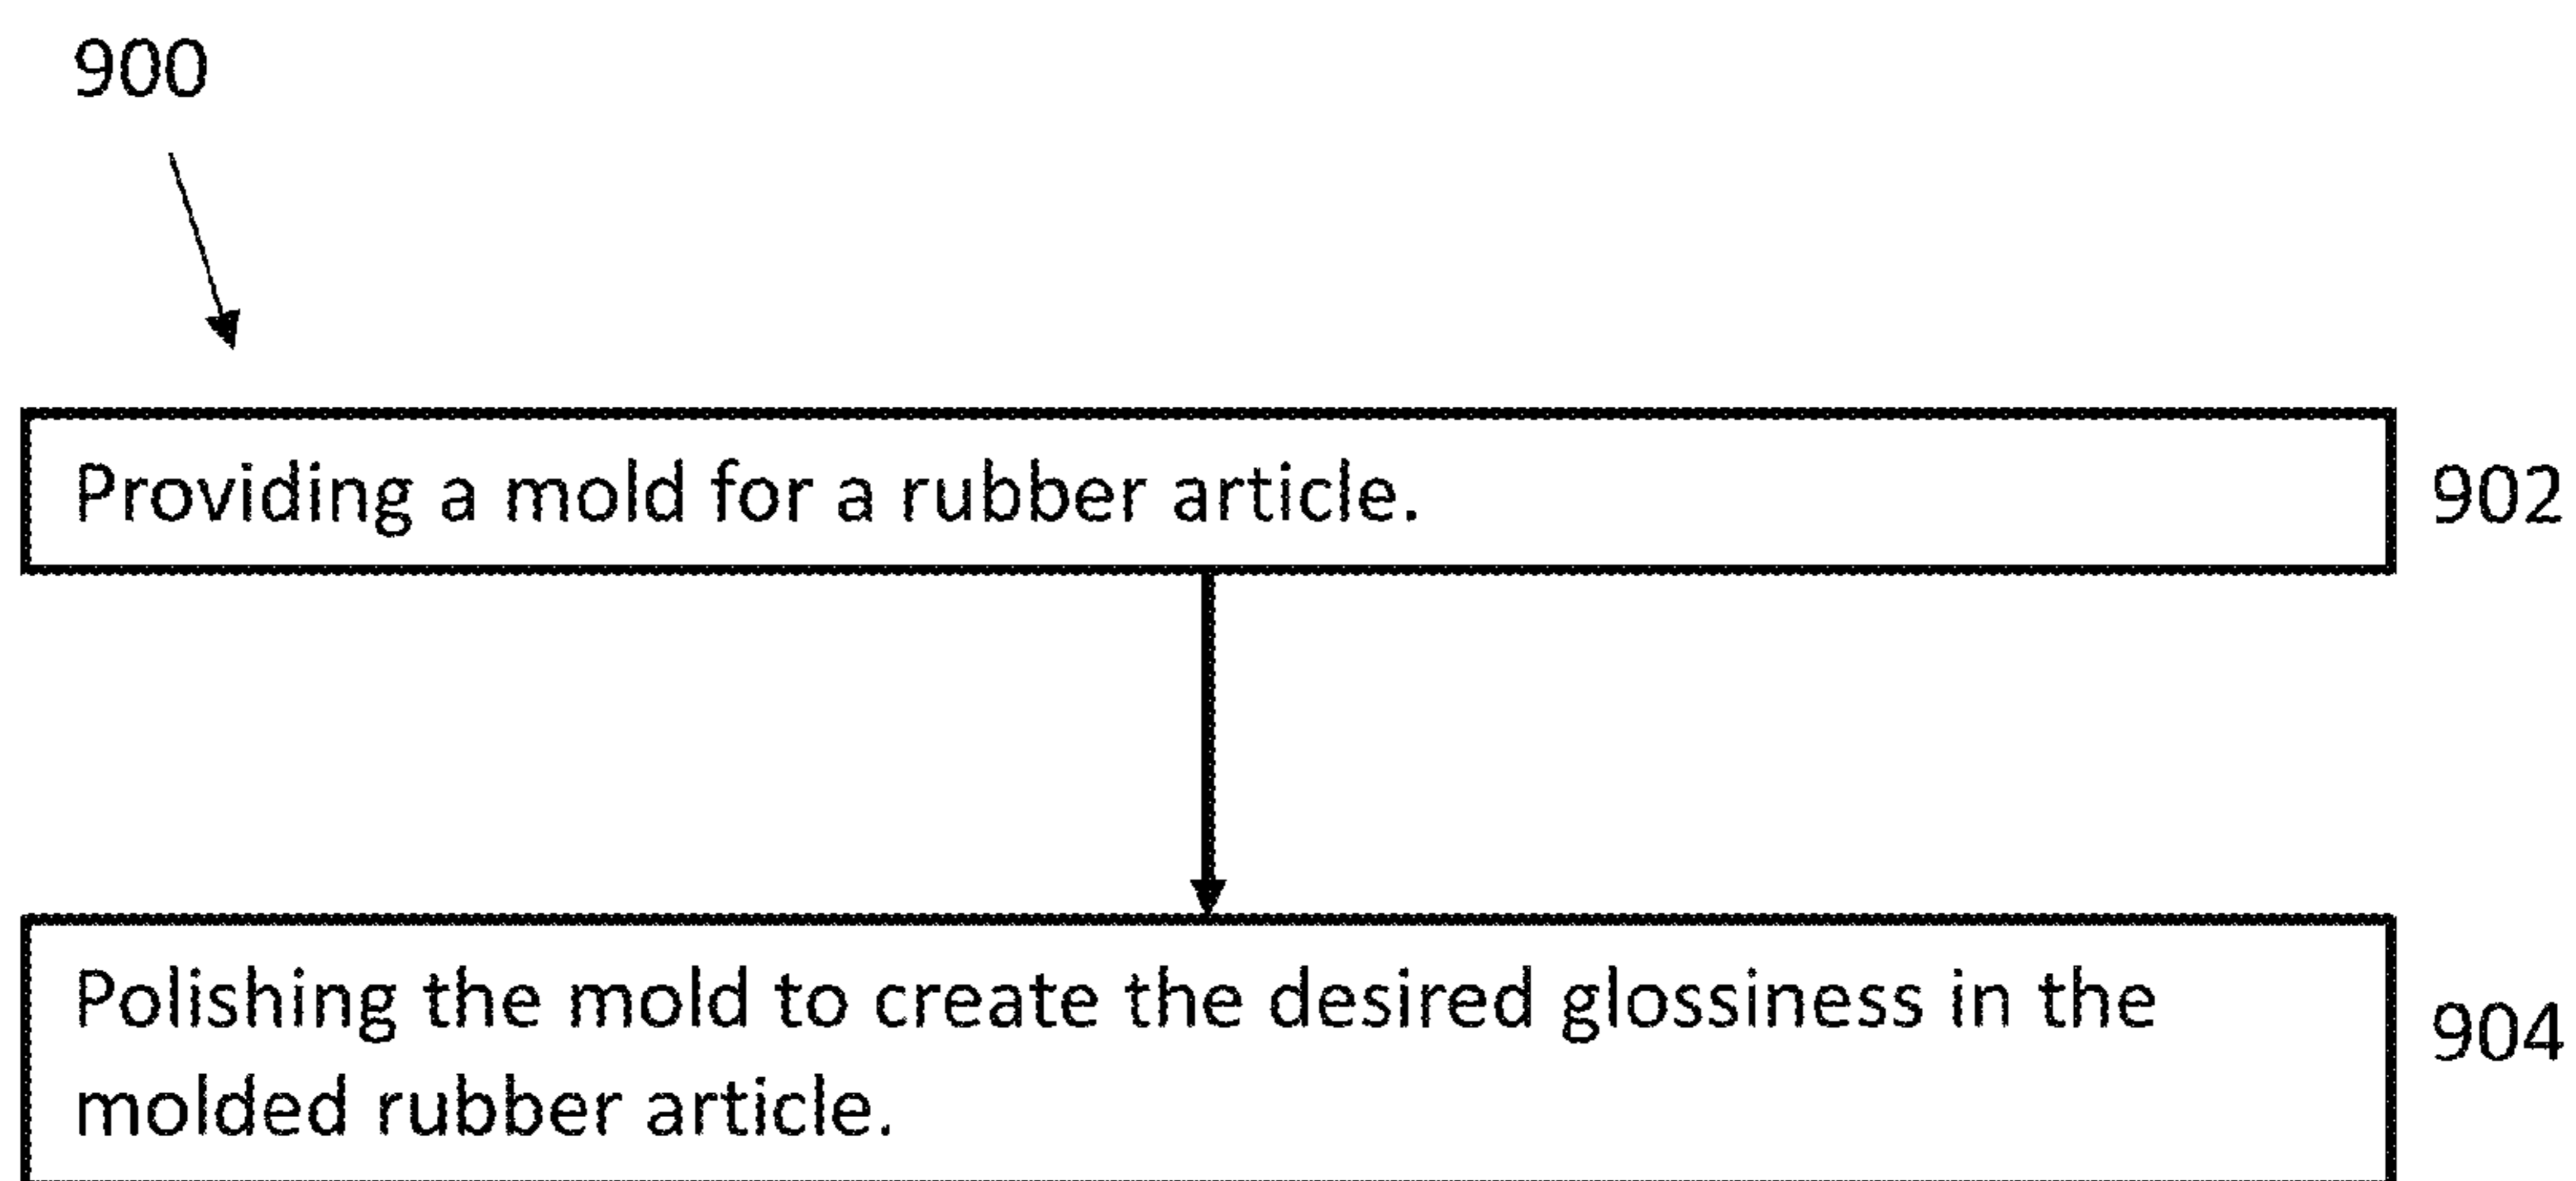 900
Providing a mold for a rubber article.
902
Polishing the mold to create the desired glossiness in the
904
molded rubber article.